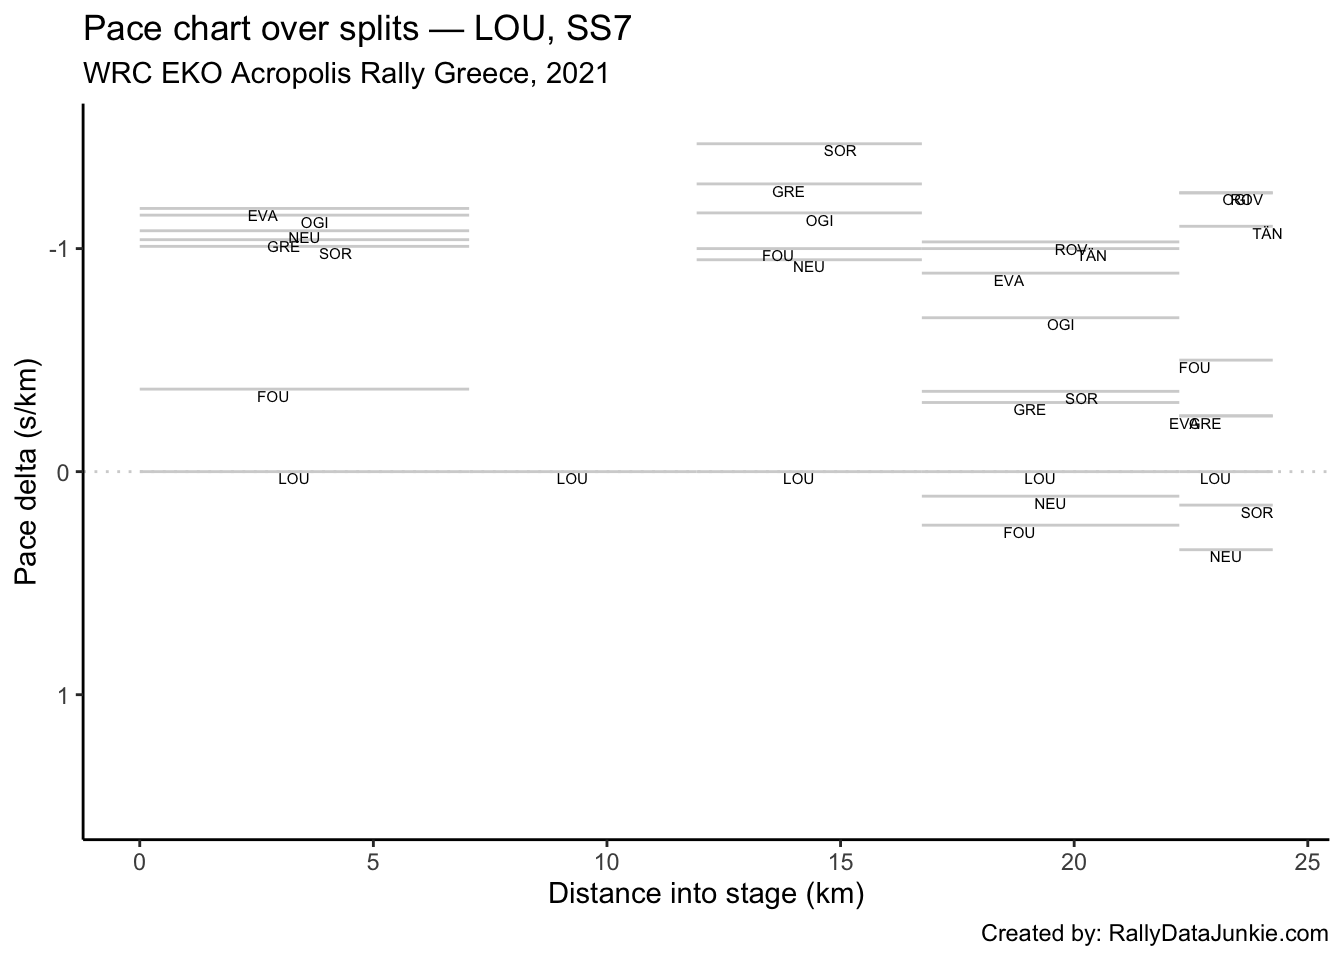 Pace chart over splits — LOU, SS7
WRC EKO Acropolis Rally Greece, 2021
Pace delta (s/km)
-1
0
1
EVA
OGI
NEU
GRE
SOR
FOU
LOU
LOU
SOR
GRE
OGI
FOU
NEU
LOU
ROV
TÄN
EVA
OGI
SOR
GRE
LOU
NEU
FOU
OGI
ROV
TÄN
FOU
EVA
GRE
LOU
SOR
NEU
0 5 10 15 20 25
Distance into stage (km)
Created by: RallyDataJunkie.com